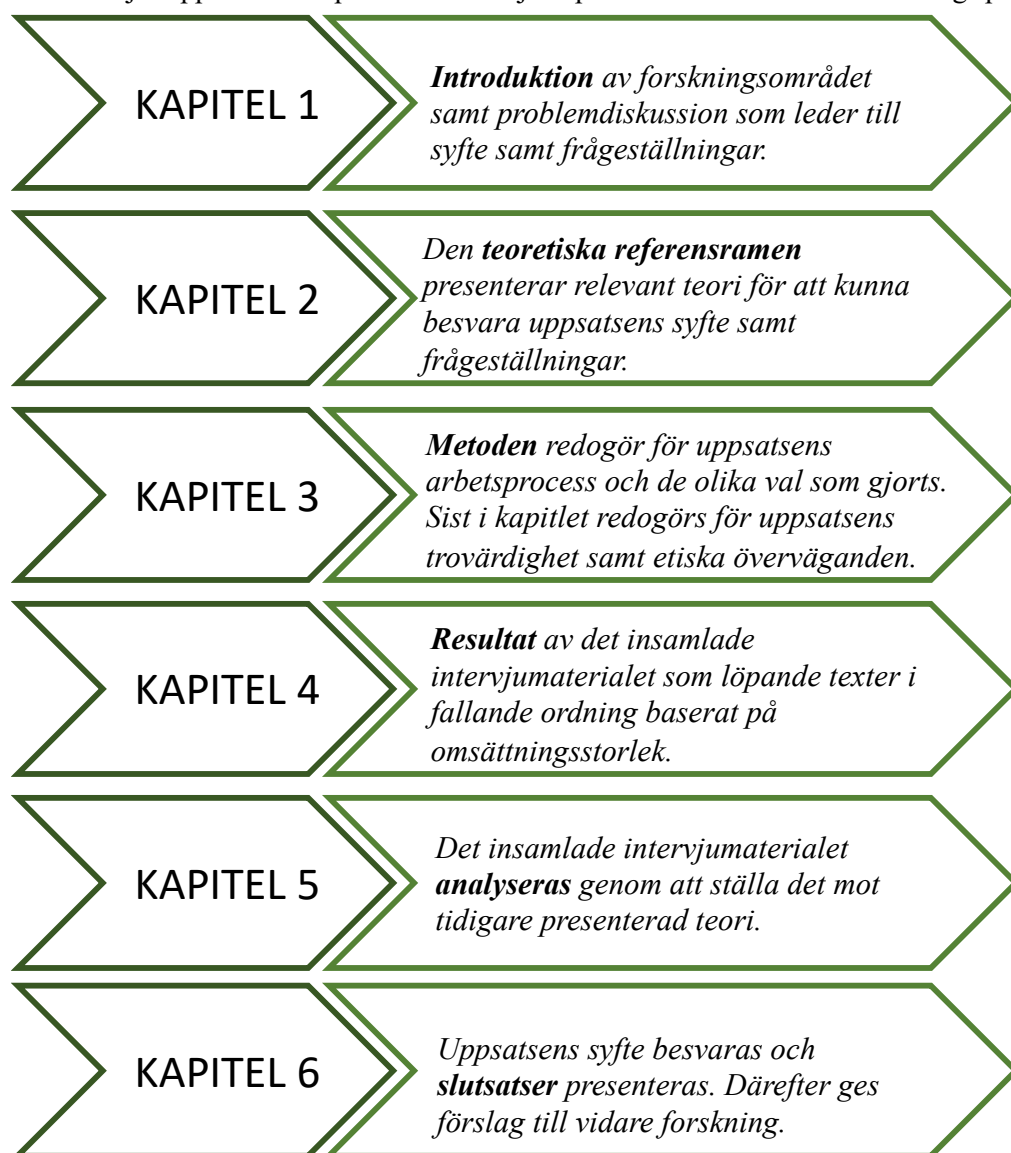 KAPITEL 1
Introduktion av forskningsområdet
samt problemdiskussion som leder till
syfte samt frågeställningar.
KAPITEL 2
Den teoretiska referensramen
presenterar relevant teori för att kunna
besvara uppsatsens syfte samt
frågeställningar.
KAPITEL 3
Metoden redogör för uppsatsens
arbetsprocess och de olika val som gjorts.
Sist i kapitlet redogörs för uppsatsens
trovärdighet samt etiska överväganden.
KAPITEL 4
Resultat av det insamlade
intervjumaterialet som löpande texter i
fallande ordning baserat på
omsättningsstorlek.
KAPITEL 5
Det insamlade intervjumaterialet
analyseras genom att ställa det mot
tidigare presenterad teori.
KAPITEL 6
Uppsatsens syfte besvaras och
slutsatser presenteras. Därefter ges
förslag till vidare forskning.